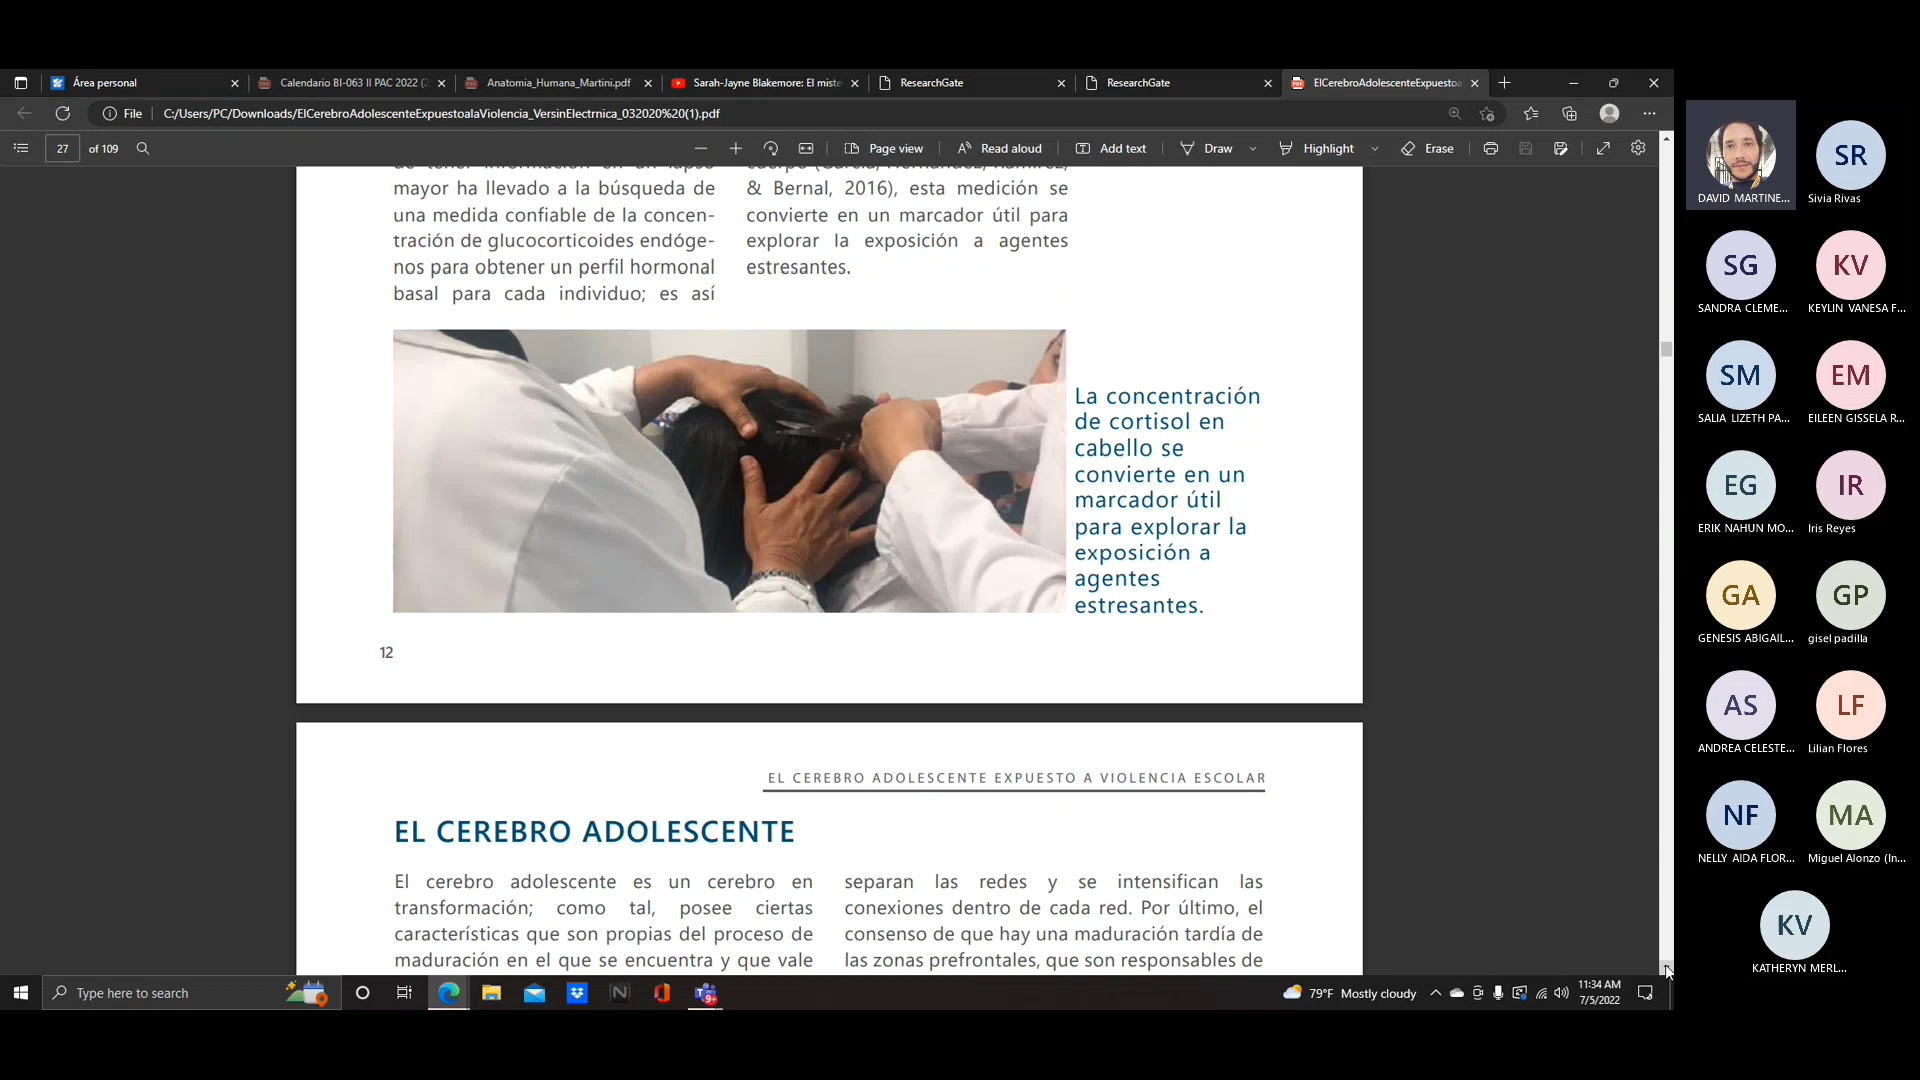 Área personal
Calendario BI-063 II PAC 2022 (2
Anatomia_Humana_Martini.pdf
Sarah-Jayne Blakemore: El miste
ResearchGate
ResearchGate
ElCerebroAdolescenteExpuestoa
File
C:/Users/PC/Downloads/ElCerebroAdolescenteExpuestoalaViolencia_VersinElectrnica_032020%20(1).pdf
27 of 109
Page view
Read aloud
Add text
Draw
Highlight
Erase
mayor ha llevado a la búsqueda de
una medida confiable de la concen-
tración de glucocorticoides endóge-
nos para obtener un perfil hormonal
basal para cada individuo; es así
& Bernal, 2016), esta medición se
convierte en un marcador útil para
explorar la exposición a agentes
estresantes.
La concentración
de cortisol en
cabello se
convierte en un
marcador útil
para explorar la
exposición a
agentes
estresantes.
12
EL CEREBRO ADOLESCENTE EXPUESTO A VIOLENCIA ESCOLAR
EL CEREBRO ADOLESCENTE
El cerebro adolescente es un cerebro en
transformación; como tal, posee ciertas
características que son propias del proceso de
maduración en el que se encuentra y que vale
separan las redes y se intensifican las
conexiones dentro de cada red. Por último, el
consenso de que hay una maduración tardía de
las zonas prefrontales, que son responsables de
Type here to search
9+
79°F Mostly cloudy
11:34 AM
7/5/2022
DAVID MARTINE...
SR
Sivia Rivas
SG
SANDRA CLEME...
KV
KEYLIN VANESA F...
SM
SALIA LIZETH PA...
EM
EILEEN GISSELA R...
EG
ERIK NAHUN MO...
IR
Iris Reyes
GA
GENESIS ABIGAIL...
GP
gisel padilla
AS
ANDREA CELESTE...
LF
Lilian Flores
NF
NELLY AIDA FLOR...
MA
Miguel Alonzo (In...
KV
KATHERYN MERL...